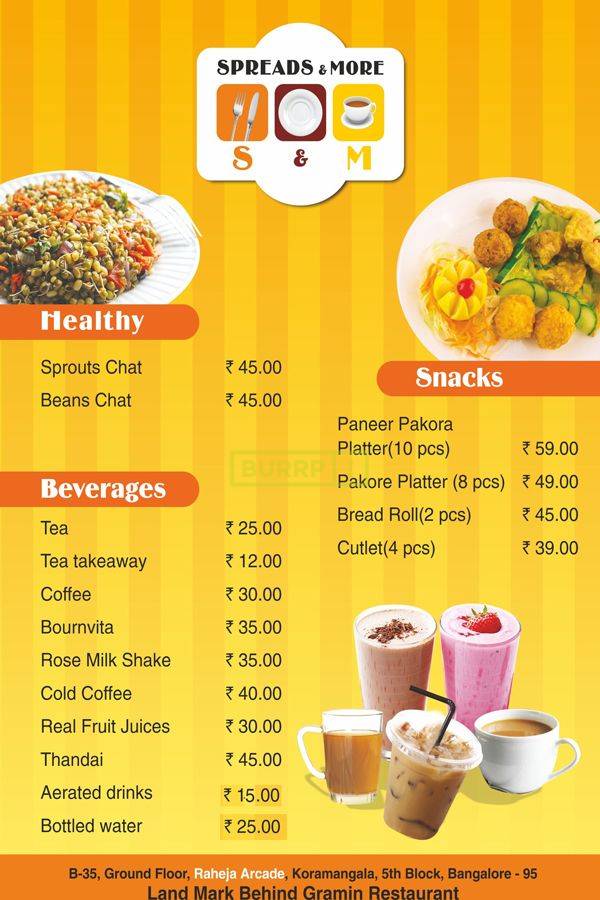 SPREADS & MORE
S & M
Healthy
Sprouts Chat ₹ 45.00
Beans Chat ₹ 45.00
Beverages
Tea ₹ 25.00
Tea takeaway ₹ 12.00
Coffee ₹ 30.00
Bournvita ₹ 35.00
Rose Milk Shake ₹ 35.00
Cold Coffee ₹ 40.00
Real Fruit Juices ₹ 30.00
Thandai ₹ 45.00
Aerated drinks ₹ 15.00
Bottled water ₹ 25.00
Snacks
Paneer Pakora
Platter(10 pcs) ₹ 59.00
Pakore Platter (8 pcs) ₹ 49.00
Bread Roll(2 pcs) ₹ 45.00
Cutlet(4 pcs) ₹ 39.00
BURRP
B-35, Ground Floor, Raheja Arcade, Koramangala, 5th Block, Bangalore - 95
Land Mark Behind Gramin Restaurant